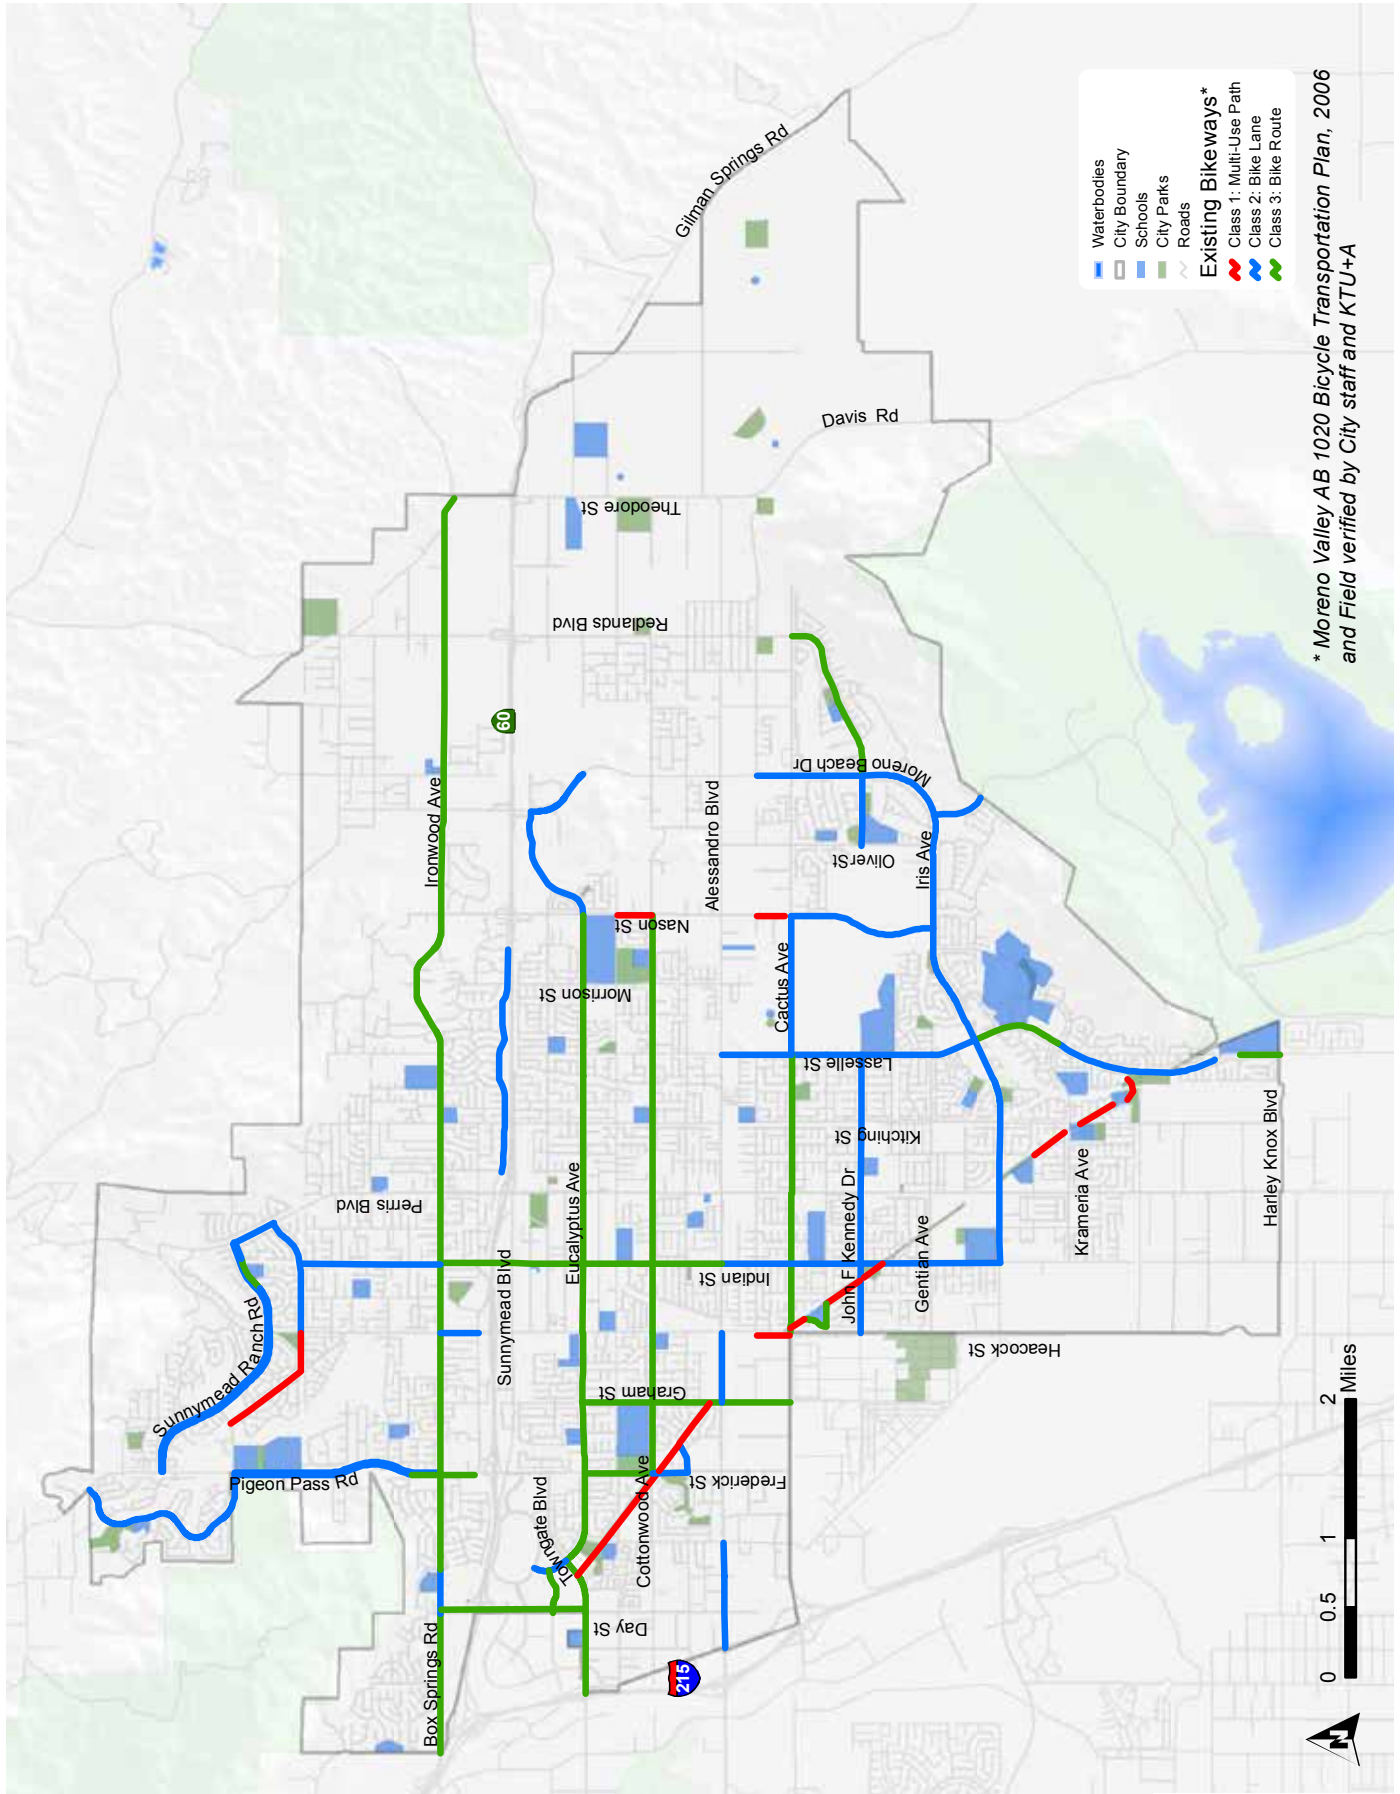 Gilman Springs Rd
Davis Rd
Theodore St
Redlands Blvd
60
Ironwood Ave
Moreno Beach Dr
Alessandro Blvd
OliverSt
Iris Ave
Nason St
Morrison St
Cactus Ave
Lasselle St
Kitching St
Perris Blvd
Eucalyptus Ave
Sunnymead Blvd
Indian St
John F Kennedy Dr
Gentian Ave
Krameria Ave
Harley Knox Blvd
Sunnymead Ranch Rd
Heacock St
Graham St
Pigeon Pass Rd
Frederick St
Towngate Blvd
Cottonwood Ave
Day St
Box Springs Rd
215
Waterbodies
City Boundary
Schools
City Parks
Roads
Existing Bikeways*
Class 1: Multi-Use Path
Class 2: Bike Lane
Class 3: Bike Route
* Moreno Valley AB 1020 Bicycle Transportation Plan, 2006
and Field verified by City staff and KTU+A
0 0.5 1 2
Miles
N